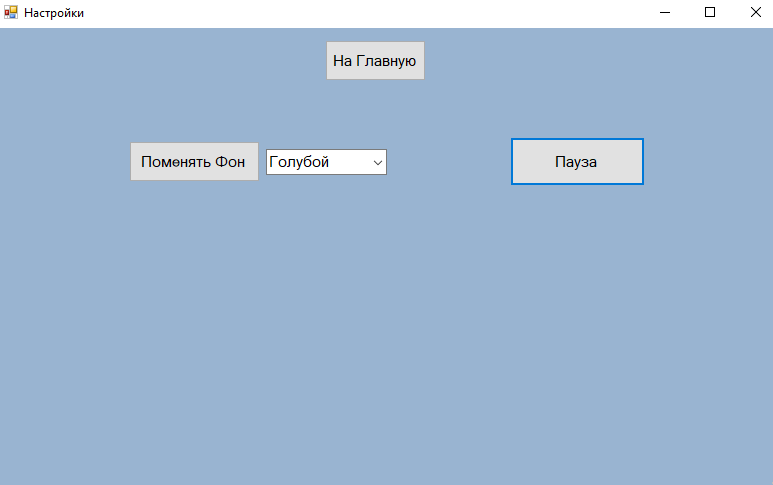 Настройки
На Главную
Поменять Фон
Голубой
Пауза